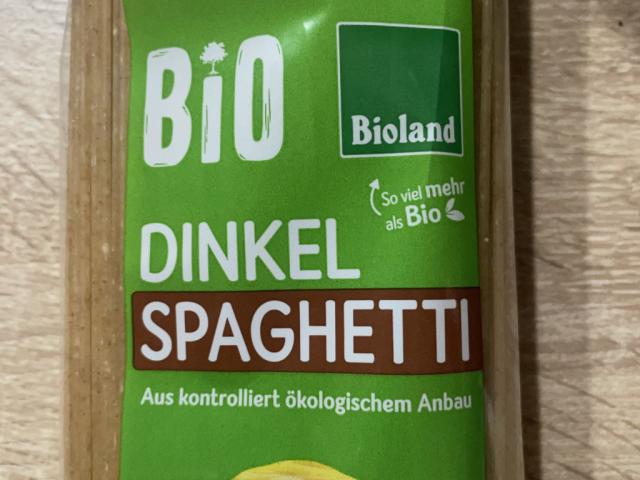 BiO
Bioland
So viel mehr
als Bio
DINKEL
SPAGHETTI
Aus kontrolliert ökologischem Anbau